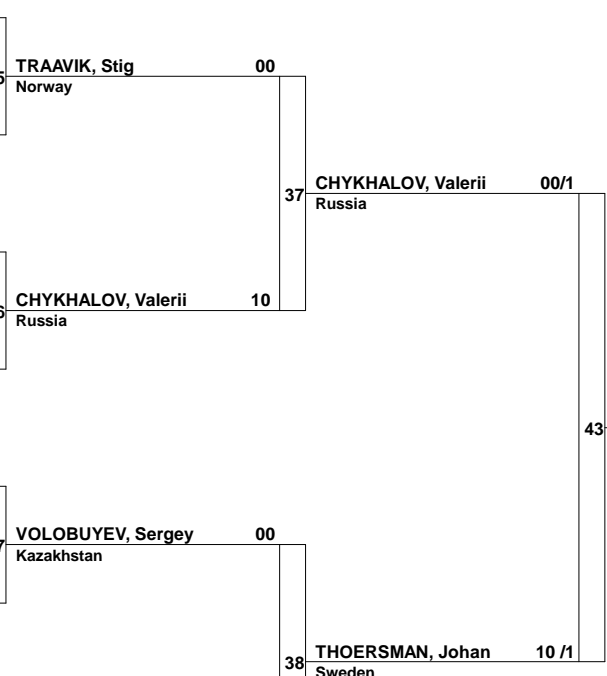 TRAAVIK, Stig 00
Norway
CHYKHALOV, Valerii 00/1
37
Russia
CHYKHALOV, Valerii 10
Russia
43
VOLOBUYEV, Sergey 00
Kazakhstan
THOERSMAN, Johan 10 /1
38
Sweden